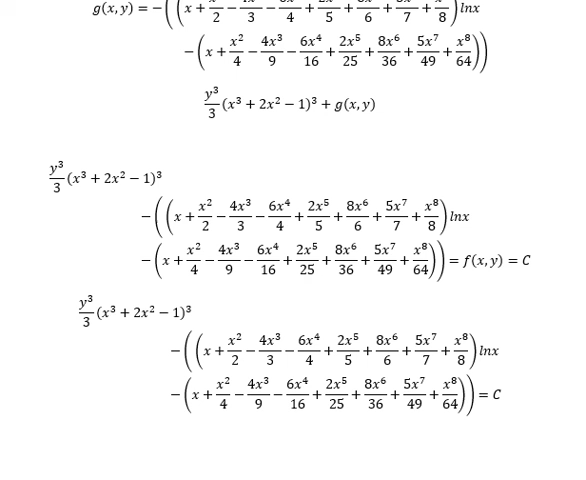 g(x,y) = −((x + x²/2 − 4x³/3 − 6x⁴/4 + 2x⁵/5 + 8x⁶/6 + 5x⁷/7 + x⁸/8) lnx
− (x + x²/4 − 4x³/9 − 6x⁴/16 + 2x⁵/25 + 8x⁶/36 + 5x⁷/49 + x⁸/64))
y³/3 (x³ + 2x² − 1)³ + g(x,y)
y³/3 (x³ + 2x² − 1)³
− ((x + x²/2 − 4x³/3 − 6x⁴/4 + 2x⁵/5 + 8x⁶/6 + 5x⁷/7 + x⁸/8) lnx
− (x + x²/4 − 4x³/9 − 6x⁴/16 + 2x⁵/25 + 8x⁶/36 + 5x⁷/49 + x⁸/64)) = f(x,y) = C
y³/3 (x³ + 2x² − 1)³
− ((x + x²/2 − 4x³/3 − 6x⁴/4 + 2x⁵/5 + 8x⁶/6 + 5x⁷/7 + x⁸/8) lnx
− (x + x²/4 − 4x³/9 − 6x⁴/16 + 2x⁵/25 + 8x⁶/36 + 5x⁷/49 + x⁸/64)) = C